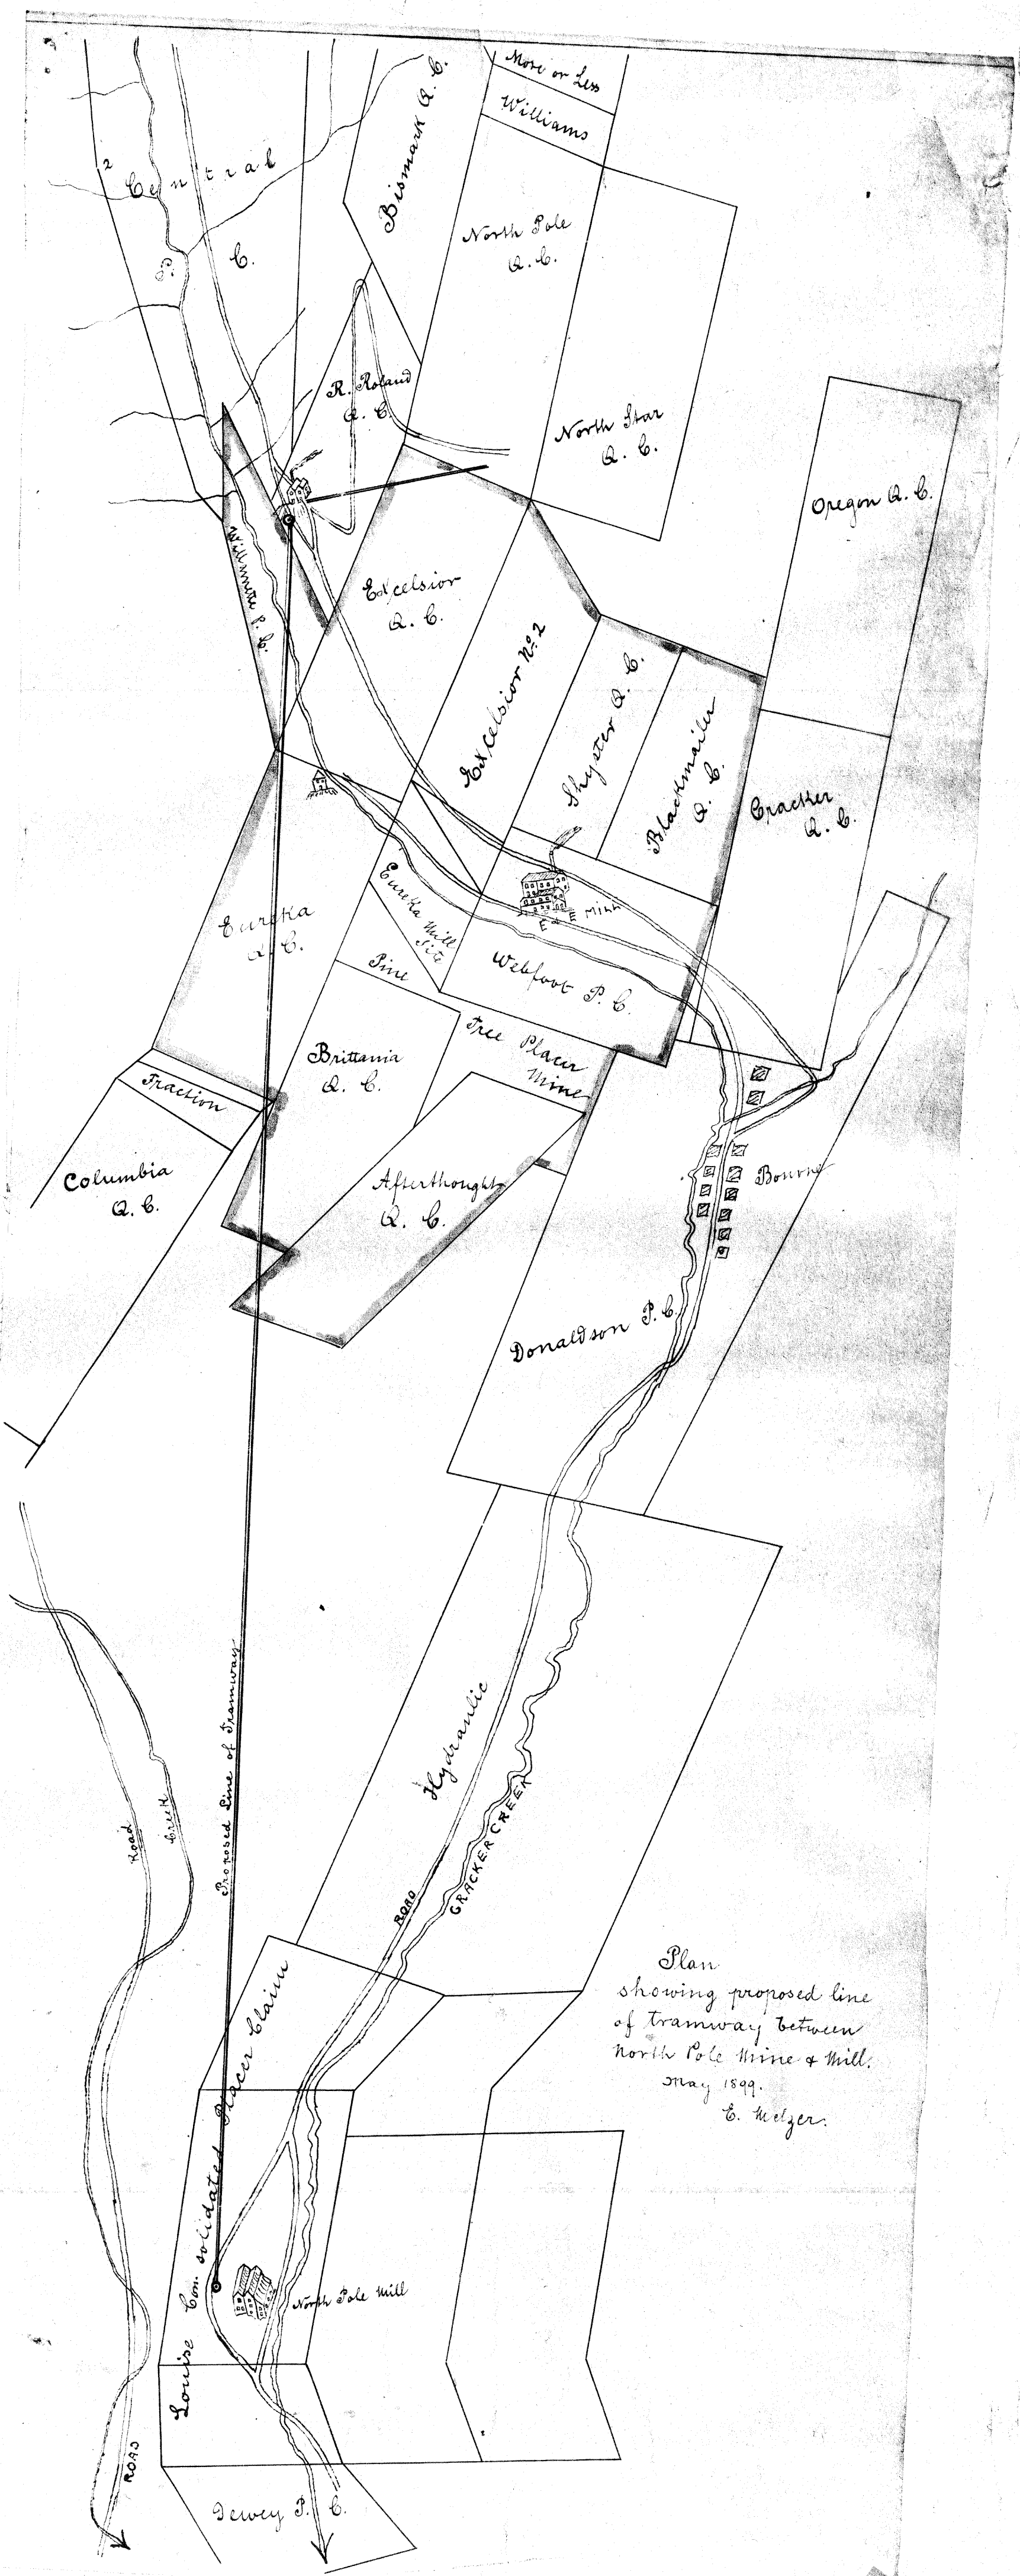 More or Less
Williams
Bismark Q. C.
2
Central
P. C.
North Pole
Q. C.
R. Roland
Q. C.
North Star
Q. C.
Oregon Q. C.
Willmette P. C.
Excelsior
Q. C.
Excelsior No. 2
Shyster Q. C.
Blackmailer
Q. C.
Cracker
Q. C.
Eureka
Q. C.
Eureka Mill
Site
E & E Mill
Webfoot P. C.
Pine
Tree Placer
Mine
Brittania
Q. C.
Fraction
Columbia
Q. C.
Afterthought
Q. C.
Bourne
Donaldson P. C.
Hydraulic
Proposed Line of Tramway
Road
Creek
ROAD
CRACKER CREEK
Plan
showing proposed line
of tramway between
North Pole Mine & Mill.
May 1899.
E. Melzer.
Louise Consolidated Placer Claim
North Pole Mill
ROAD
Dewey P. C.